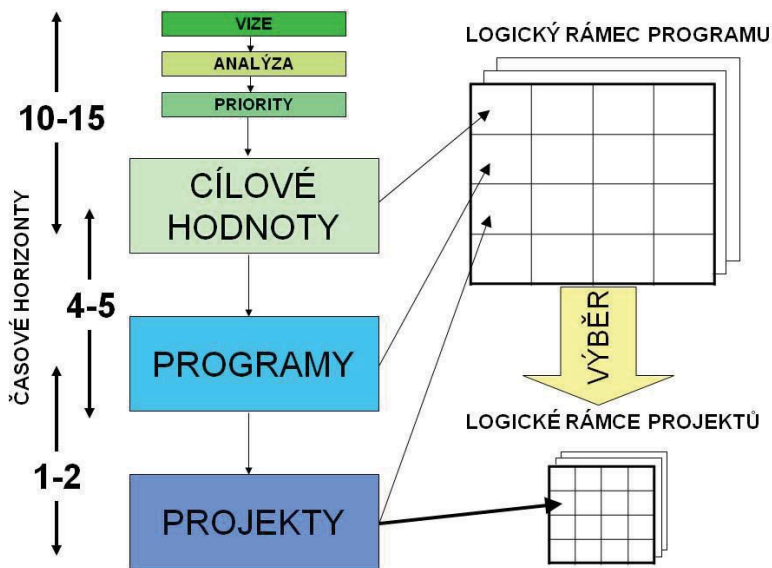 VIZE
ANALÝZA
PRIORITY
CÍLOVÉ
HODNOTY
PROGRAMY
PROJEKTY
ČASOVÉ HORIZONTY
10-15
4-5
1-2
LOGICKÝ RÁMEC PROGRAMU
VÝBĚR
LOGICKÉ RÁMCE PROJEKTŮ